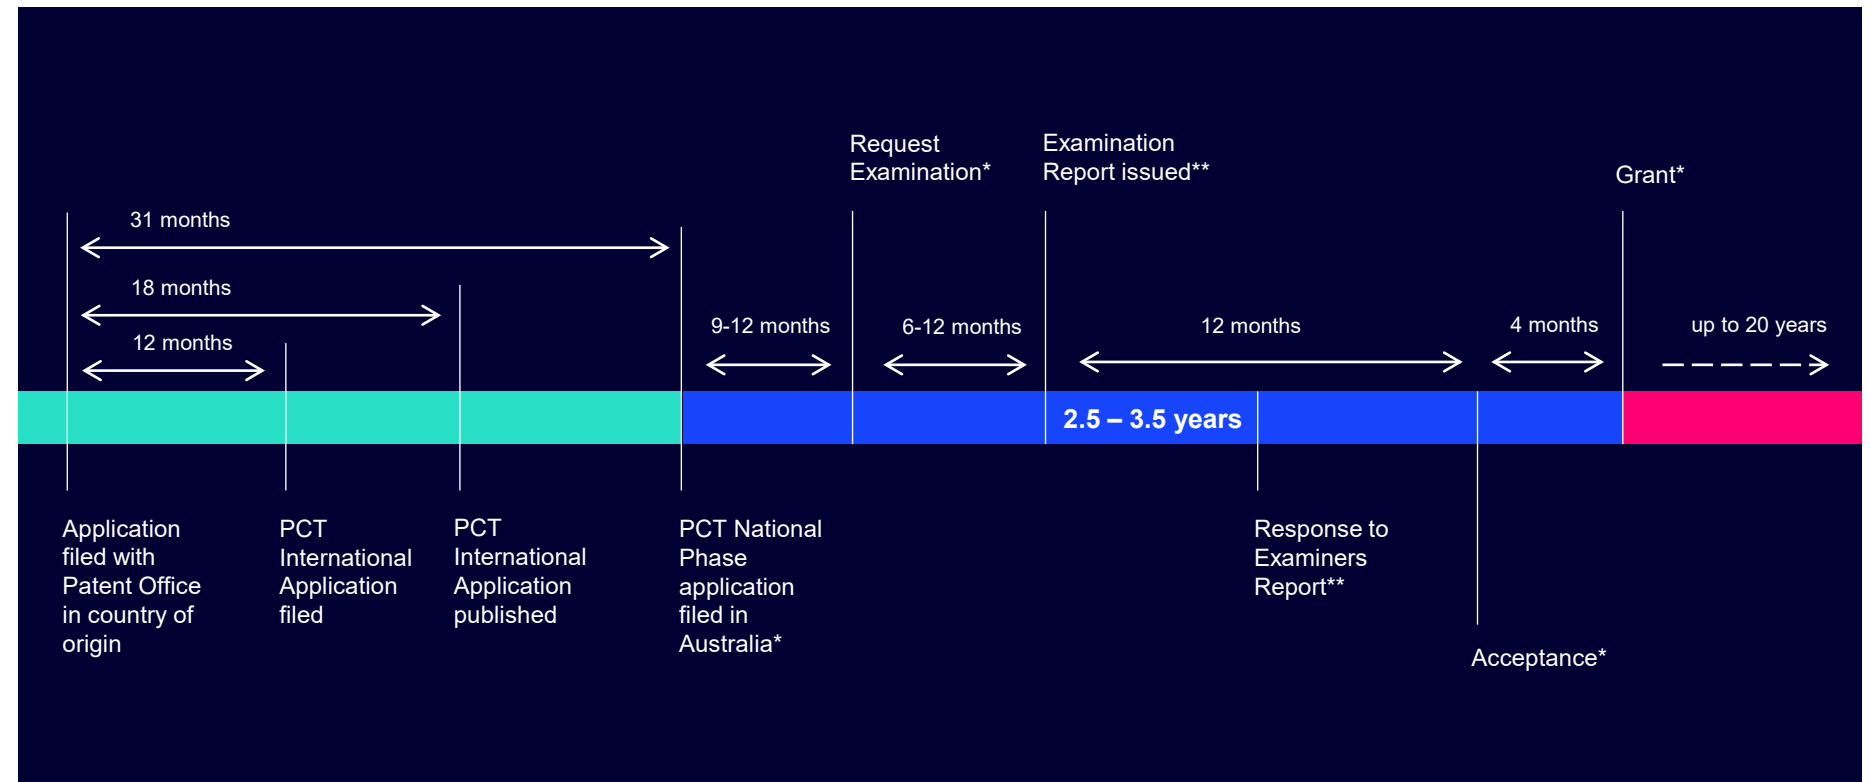 Request
Examination*
Examination
Report issued**
Grant*
31 months
18 months
12 months
9-12 months
6-12 months
12 months
4 months
up to 20 years
2.5 – 3.5 years
Application
filed with
Patent Office
in country of
origin
PCT
International
Application
filed
PCT
International
Application
published
PCT National
Phase
application
filed in
Australia*
Response to
Examiners
Report**
Acceptance*